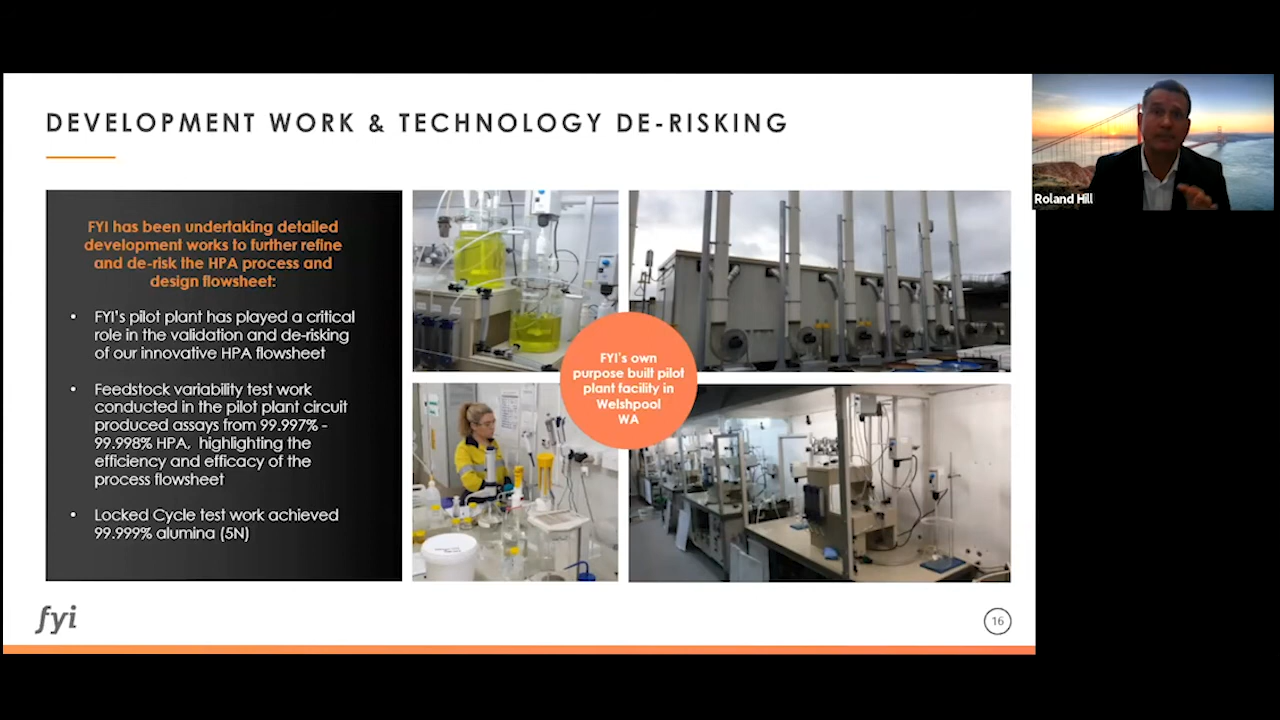 DEVELOPMENT WORK & TECHNOLOGY DE-RISKING
Roland Hill
FYI has been undertaking detailed
development works to further refine
and de-risk the HPA process and
design flowsheet:
• FYI's pilot plant has played a critical
role in the validation and de-risking
of our innovative HPA flowsheet
• Feedstock variability test work
conducted in the pilot plant circuit
produced assays from 99.997% -
99.998% HPA, highlighting the
efficiency and efficacy of the
process flowsheet
• Locked Cycle test work achieved
99.999% alumina (5N)
FYI's own
purpose built pilot
plant facility in
Welshpool
WA
fyi
16